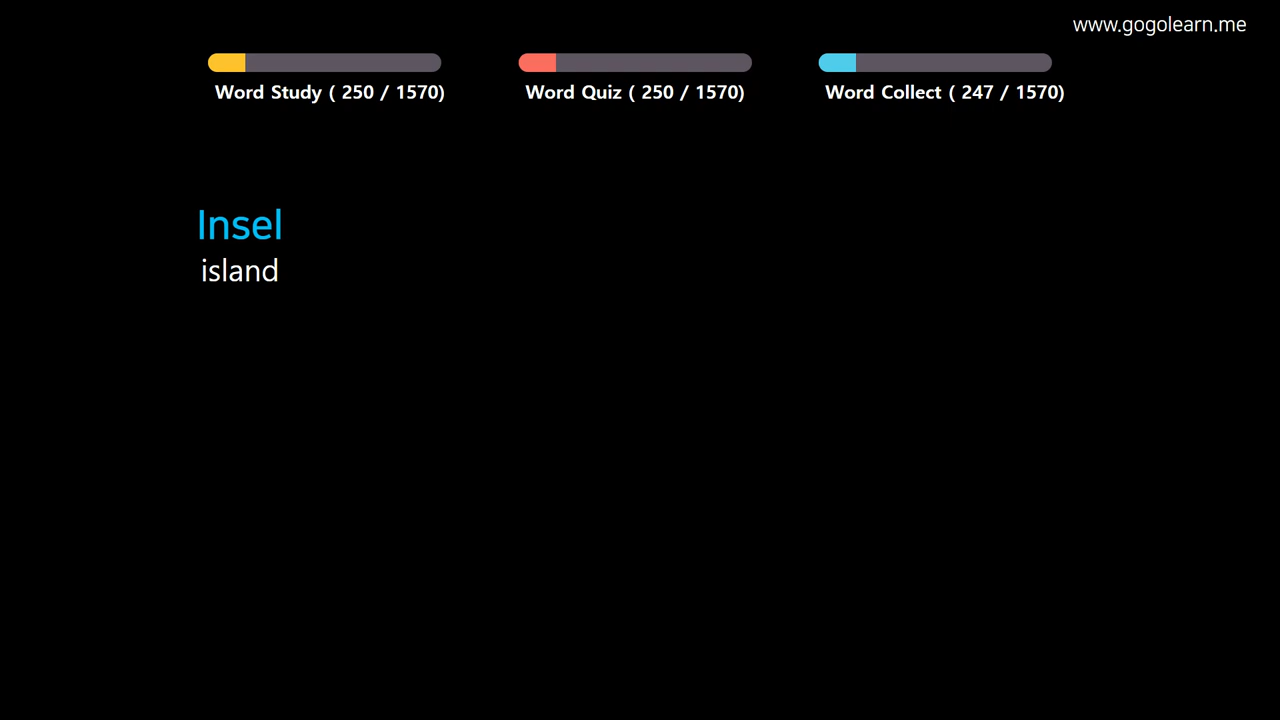 www.gogolearn.me
Word Study ( 250 / 1570)
Word Quiz ( 250 / 1570)
Word Collect ( 247 / 1570)
Insel
island